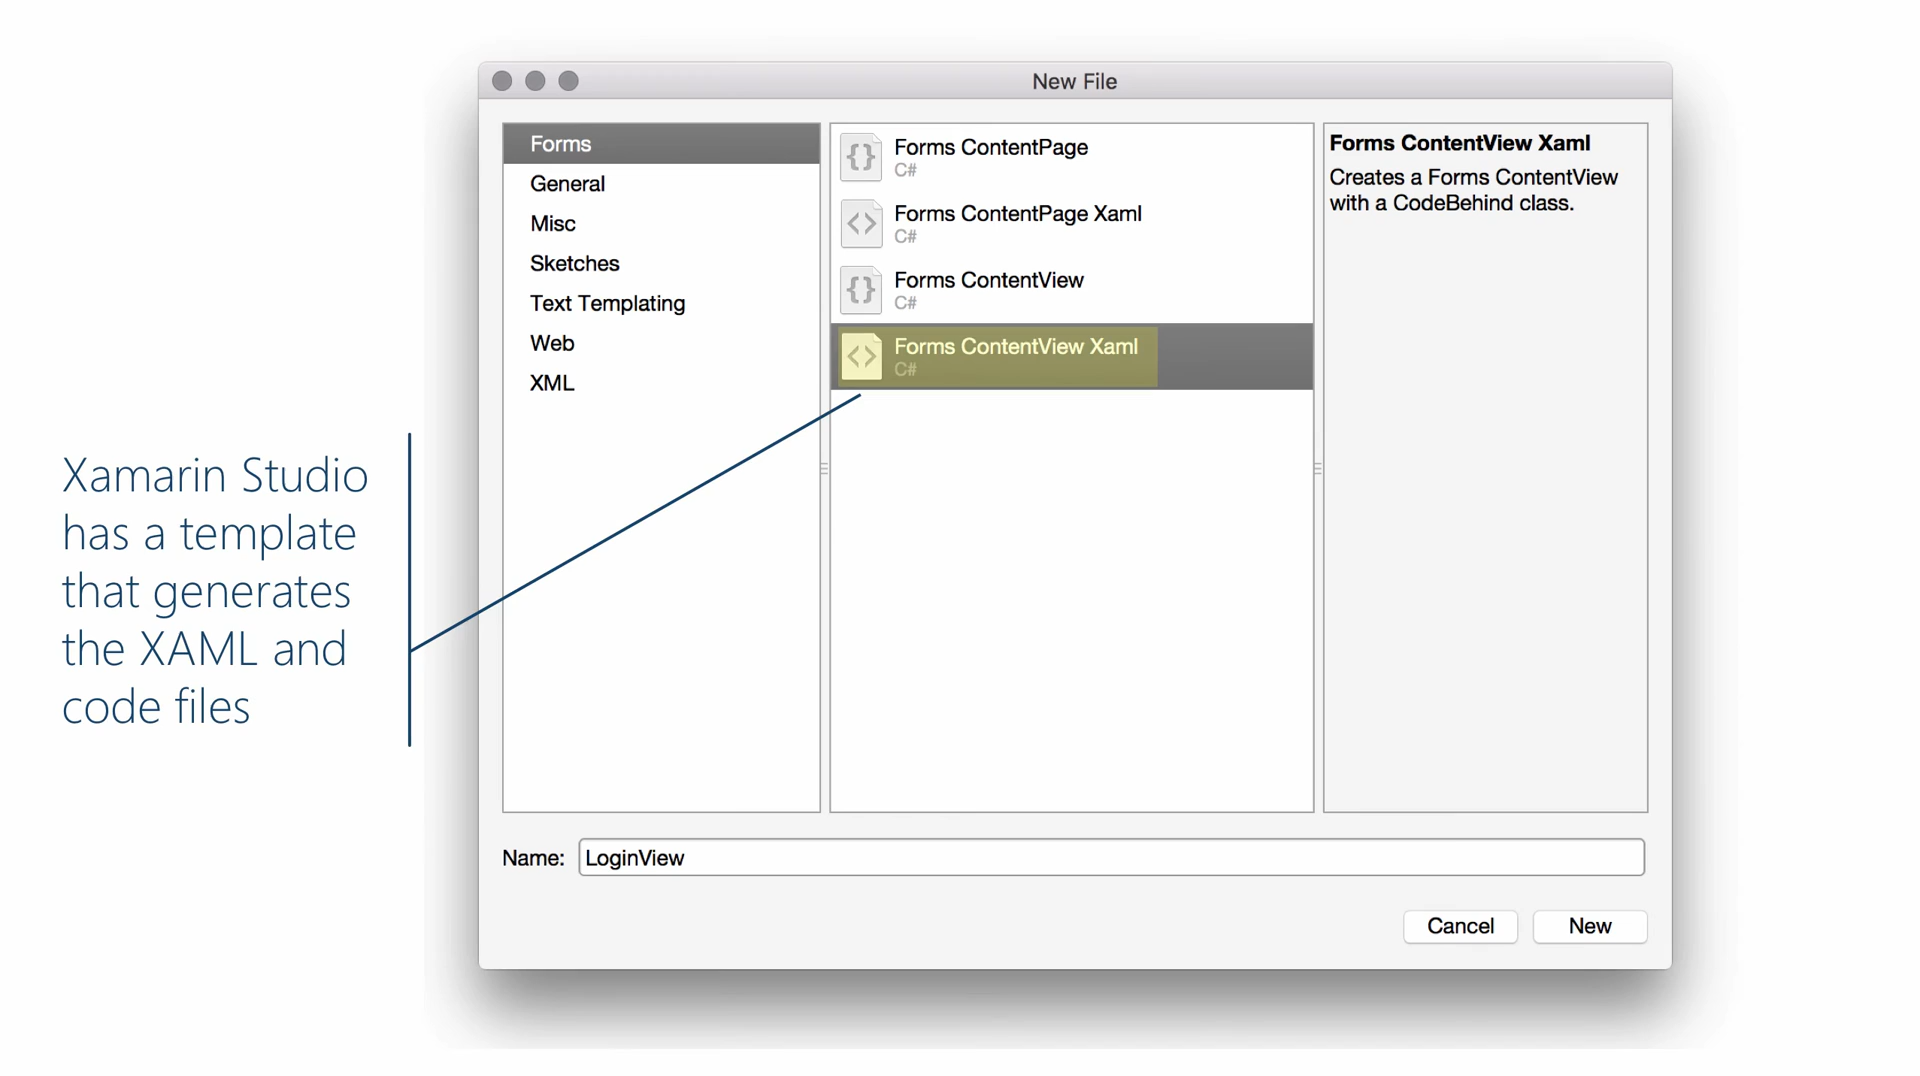 New File
Forms
General
Misc
Sketches
Text Templating
Web
XML
Forms ContentPage
C#
Forms ContentPage Xaml
C#
Forms ContentView
C#
Forms ContentView Xaml
C#
Forms ContentView Xaml
Creates a Forms ContentView
with a CodeBehind class.
Xamarin Studio
has a template
that generates
the XAML and
code files
Name: LoginView
Cancel New